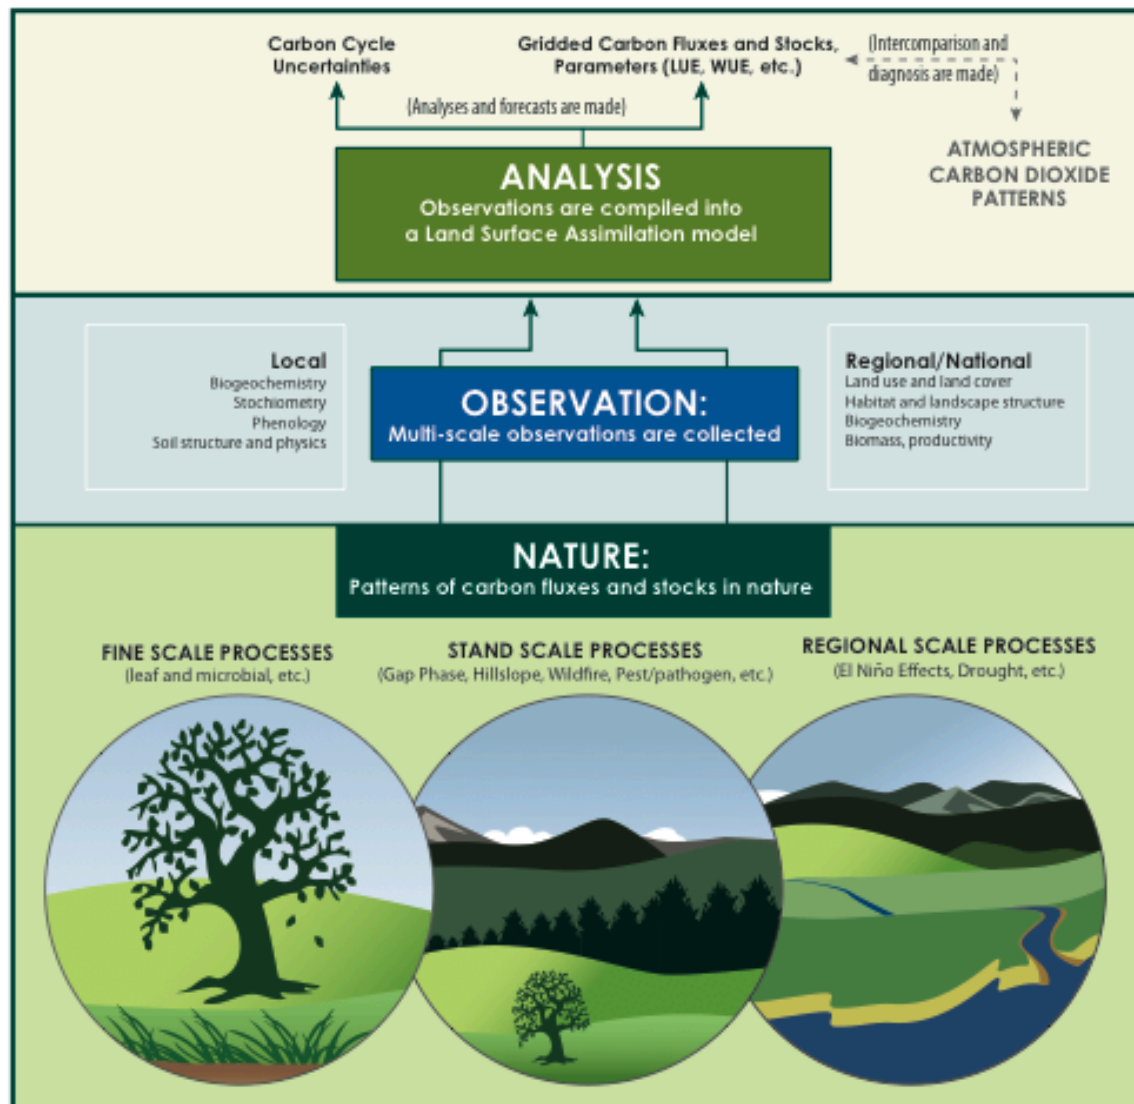 Carbon Cycle
Uncertainties
Gridded Carbon Fluxes and Stocks,
Parameters (LUE, WUE, etc.)
(Intercomparison and
diagnosis are made)
(Analyses and forecasts are made)
ATMOSPHERIC
CARBON DIOXIDE
PATTERNS
ANALYSIS
Observations are compiled into
a Land Surface Assimilation model
Local
Biogeochemistry
Stochiometry
Phenology
Soil structure and physics
OBSERVATION:
Multi-scale observations are collected
Regional/National
Land use and land cover
Habitat and landscape structure
Biogeochemistry
Biomass, productivity
NATURE:
Patterns of carbon fluxes and stocks in nature
FINE SCALE PROCESSES
(leaf and microbial, etc.)
STAND SCALE PROCESSES
(Gap Phase, Hillslope, Wildfire, Pest/pathogen, etc.)
REGIONAL SCALE PROCESSES
(El Niño Effects, Drought, etc.)